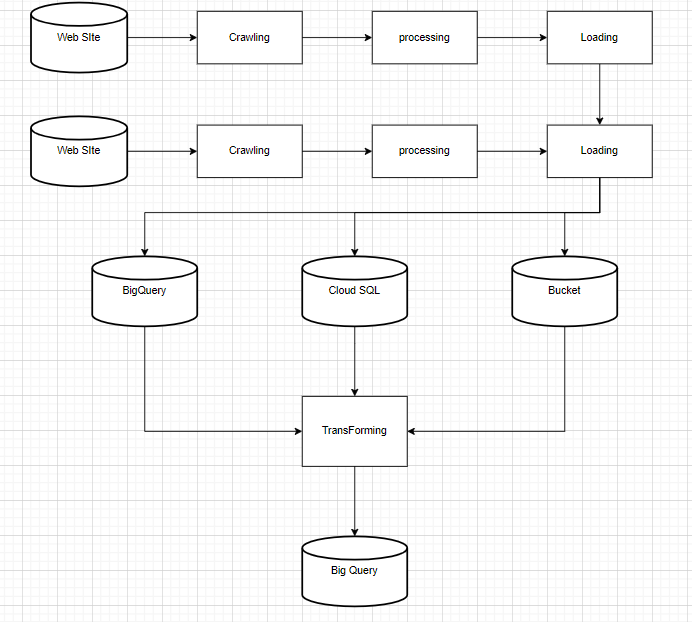 Web SIte
Crawling
processing
Loading
Web SIte
Crawling
processing
Loading
BigQuery
Cloud SQL
Bucket
TransForming
Big Query